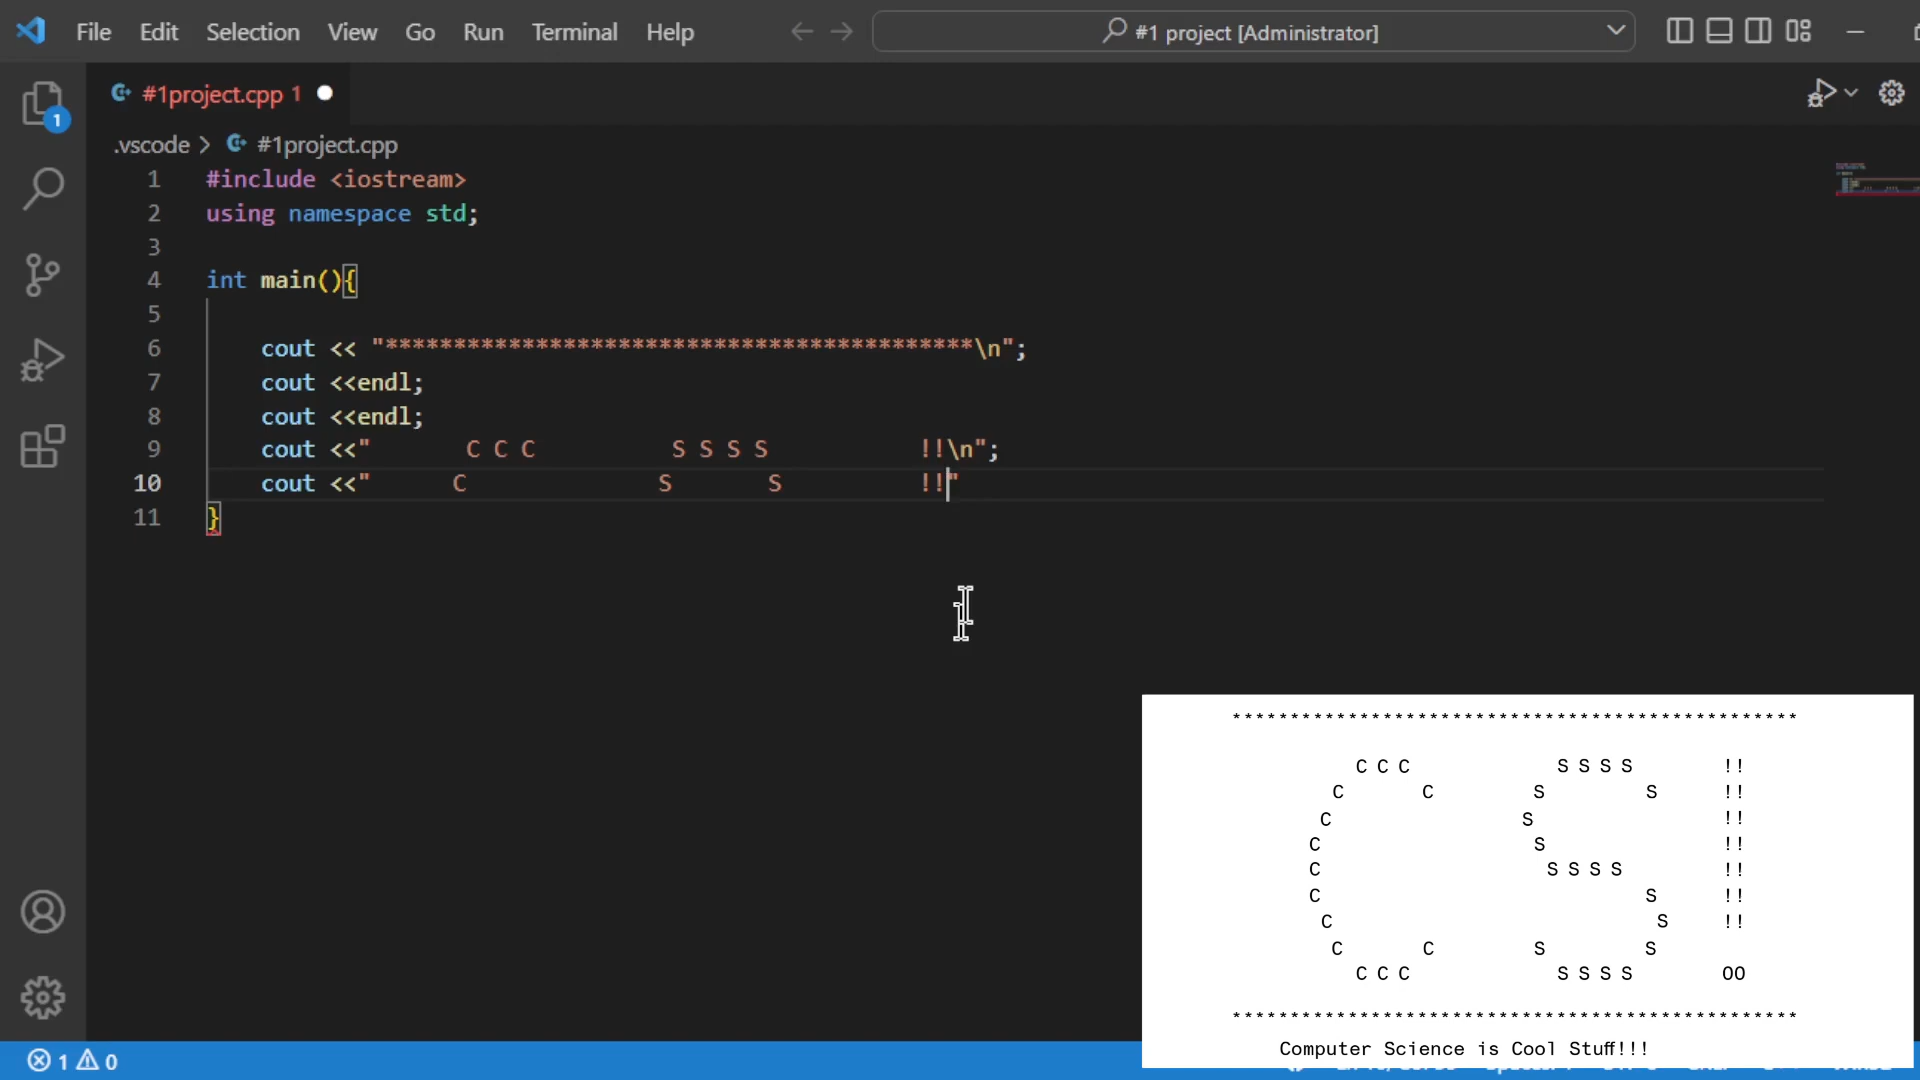 File Edit Selection View Go Run Terminal Help
#1 project [Administrator]
#1project.cpp 1
1
.vscode > #1project.cpp
1 #include <iostream>
2 using namespace std;
3
4 int main(){
5
6 cout << "*******************************************\n";
7 cout <<endl;
8 cout <<endl;
9 cout <<"       C C C          S S S S           !!\n";
10 cout <<"      C              S       S          !!"
11 }
************************************************
C C C S S S S !!
C C S S !!
C S !!
C S !!
C S S S S !!
C S !!
C S !!
C C S S
C C C S S S S OO
************************************************
Computer Science is Cool Stuff!!!
1 0